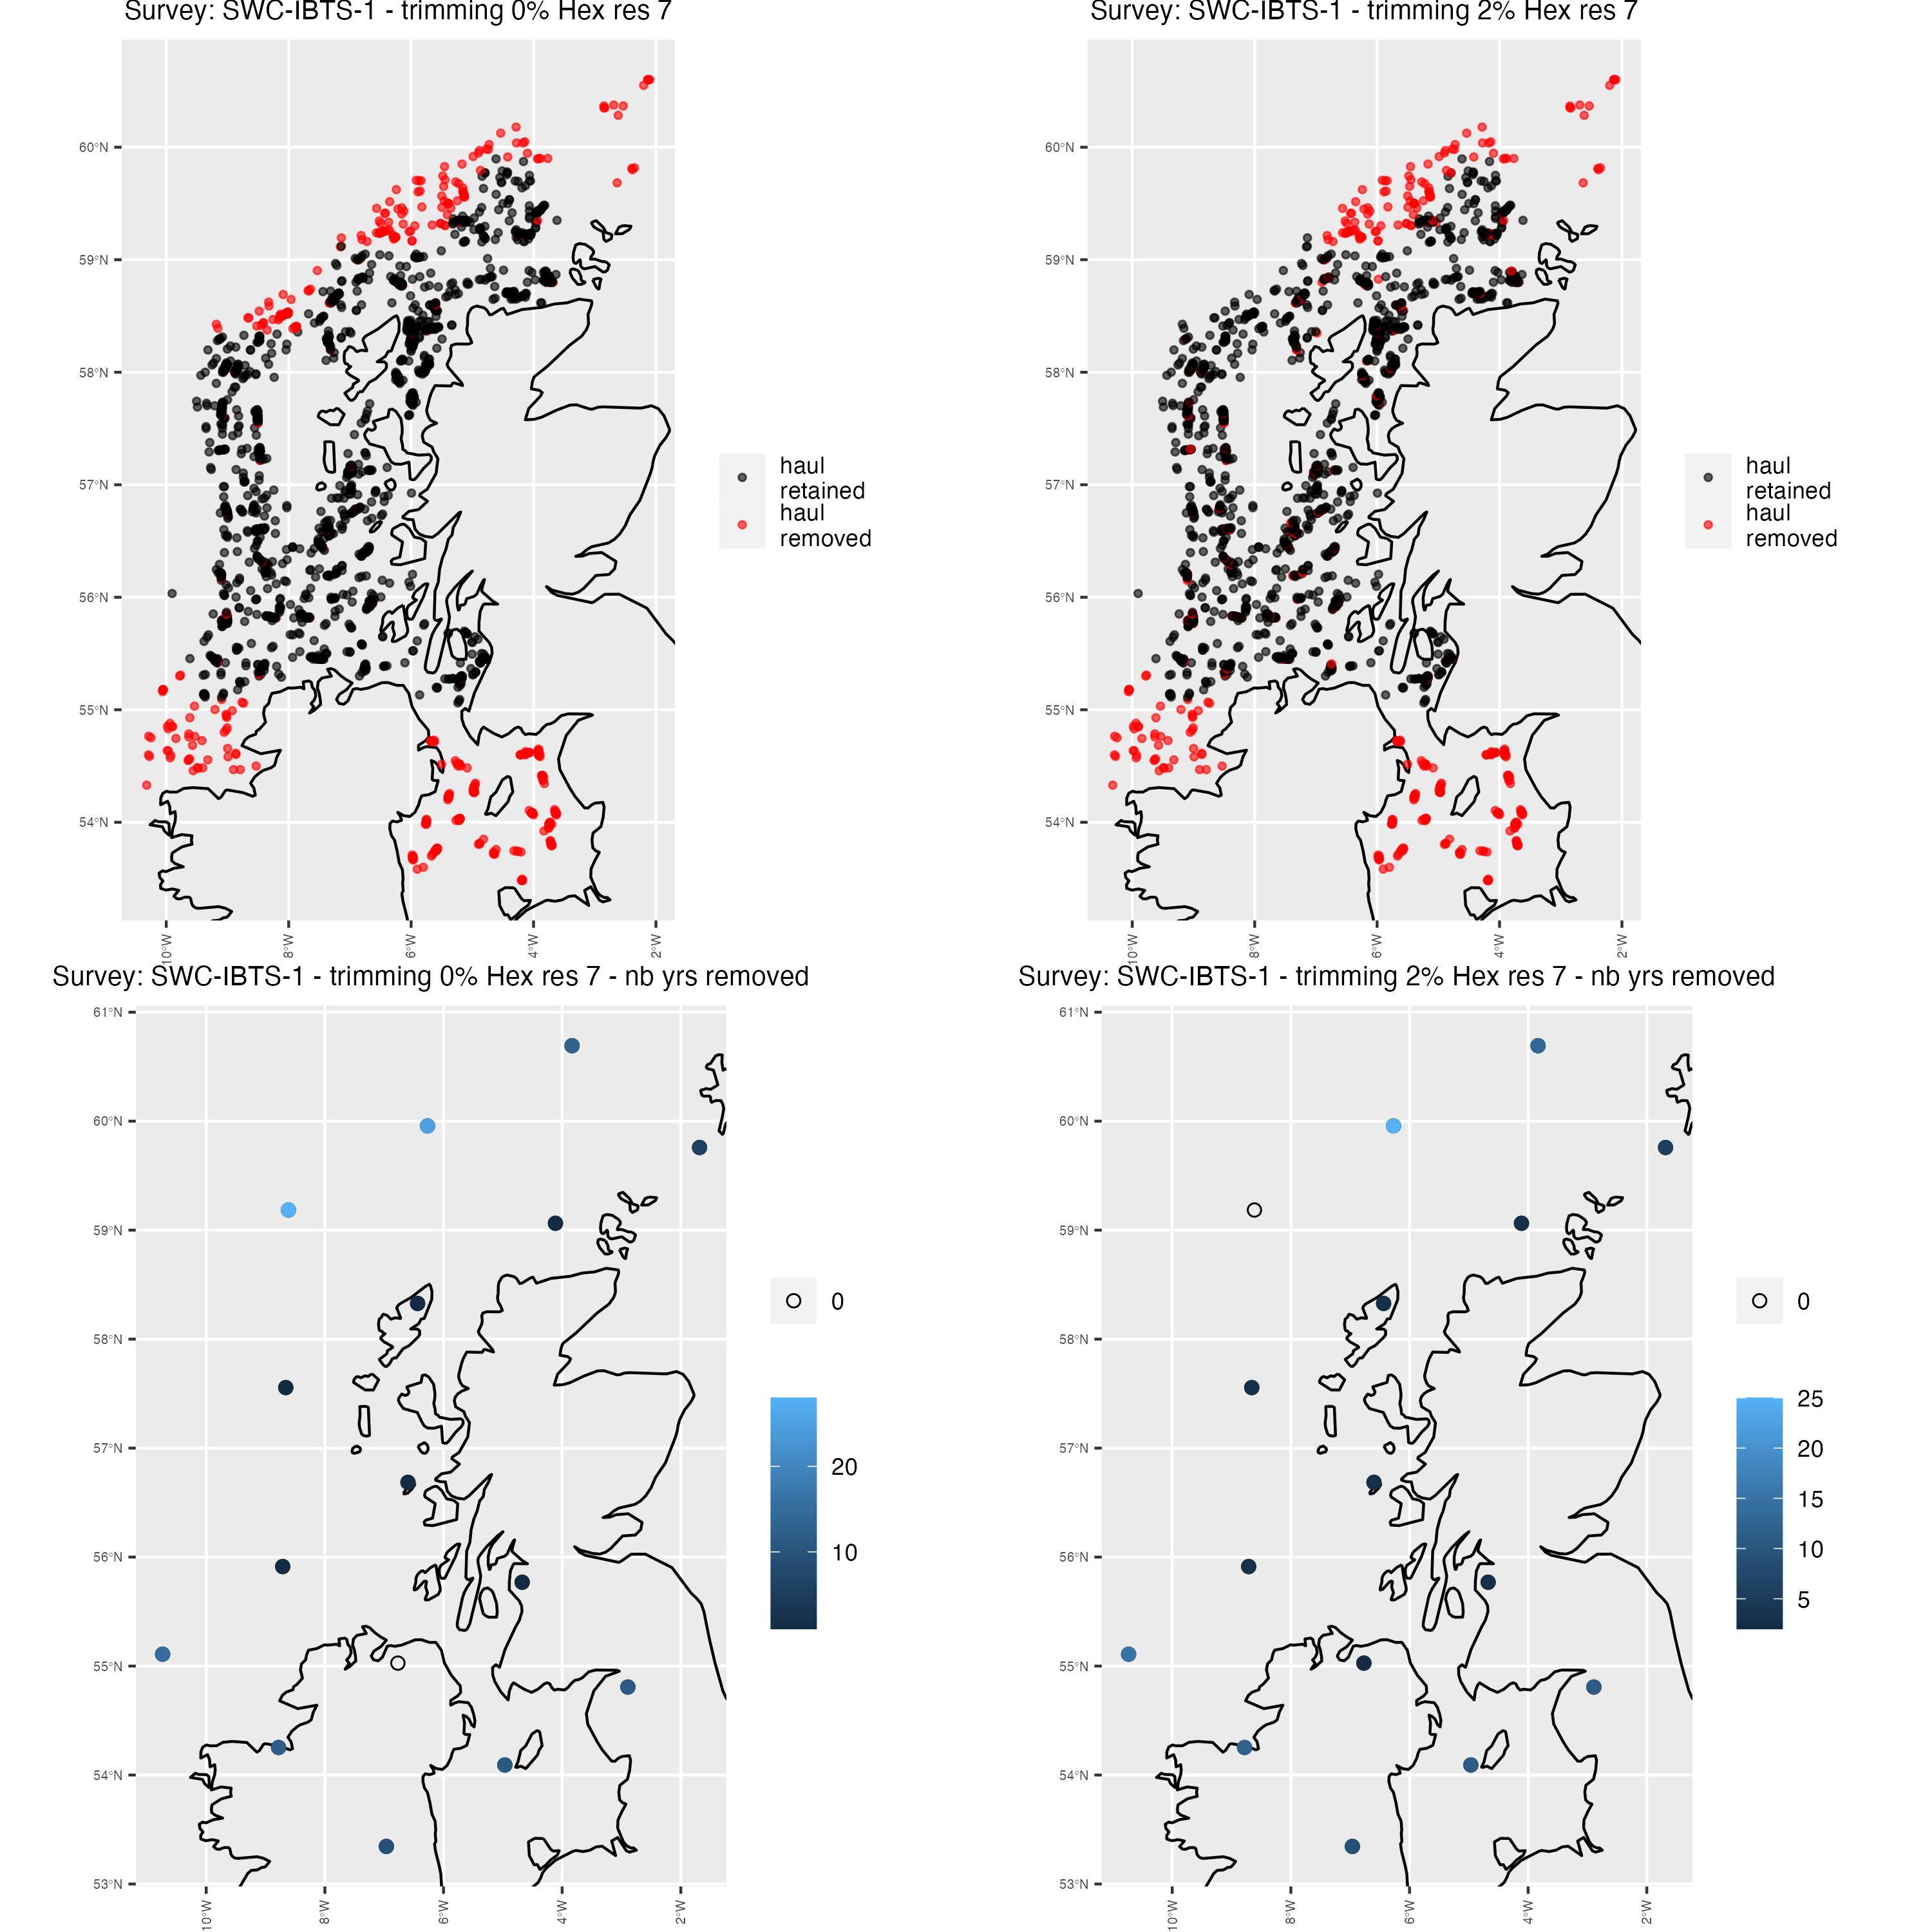 Survey: SWC-IBTS-1 - trimming 0% Hex res 7
60°N
59°N
58°N
57°N
56°N
55°N
54°N
10°W
8°W
6°W
4°W
2°W
haul
retained
haul
removed
Survey: SWC-IBTS-1 - trimming 2% Hex res 7
60°N
59°N
58°N
57°N
56°N
55°N
54°N
10°W
8°W
6°W
4°W
2°W
haul
retained
haul
removed
Survey: SWC-IBTS-1 - trimming 0% Hex res 7 - nb yrs removed
61°N
60°N
59°N
58°N
57°N
56°N
55°N
54°N
53°N
10°W
8°W
6°W
4°W
2°W
0
20
10
Survey: SWC-IBTS-1 - trimming 2% Hex res 7 - nb yrs removed
61°N
60°N
59°N
58°N
57°N
56°N
55°N
54°N
53°N
10°W
8°W
6°W
4°W
2°W
0
25
20
15
10
5